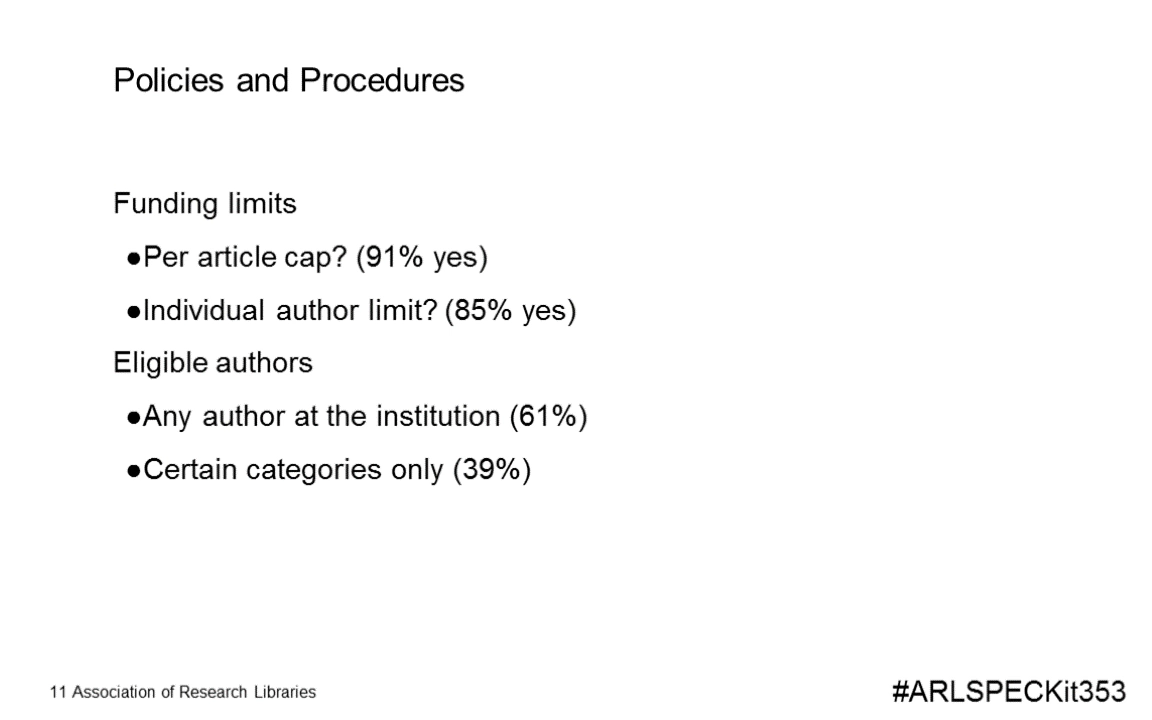 Policies and Procedures
Funding limits
●Per article cap? (91% yes)
●Individual author limit? (85% yes)
Eligible authors
●Any author at the institution (61%)
●Certain categories only (39%)
11 Association of Research Libraries
#ARLSPECKit353